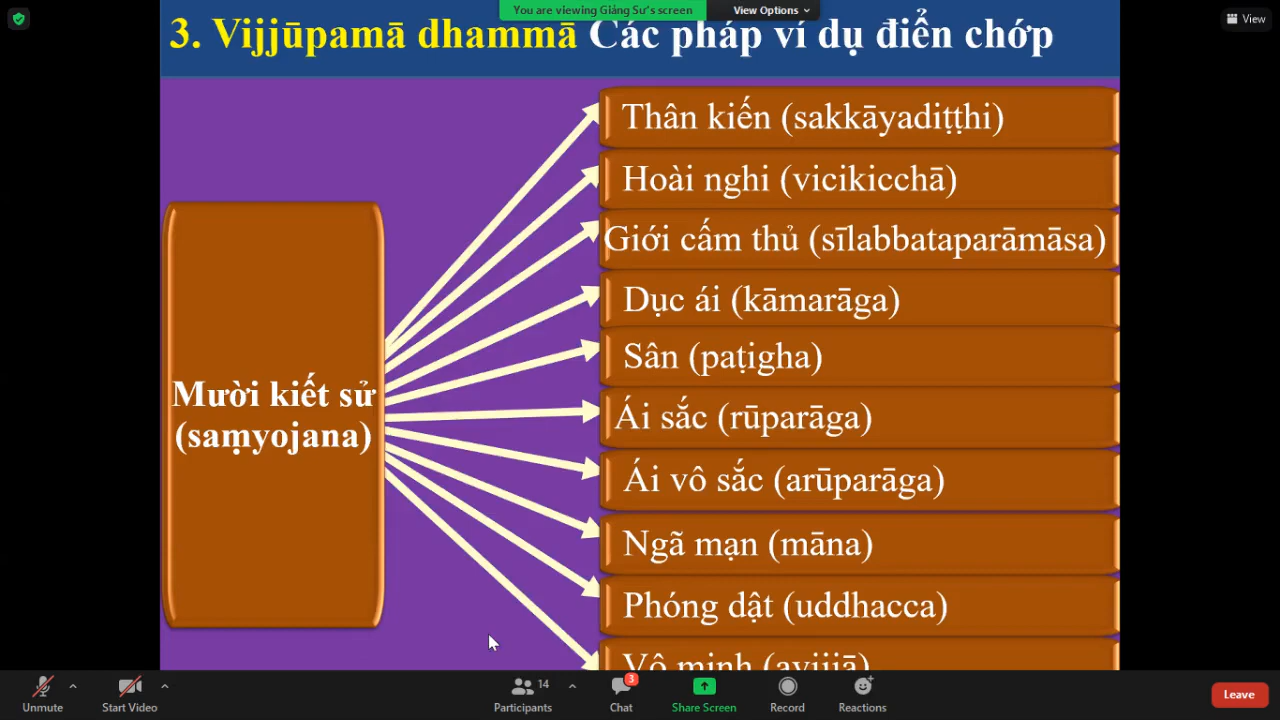 You are viewing Giảng Sư's screen
View Options
View
3. Vijjūpamā dhammā Các pháp ví dụ điển chớp
Mười kiết sử
(saṃyojana)
Thân kiến (sakkāyadiṭṭhi)
Hoài nghi (vicikicchā)
Giới cấm thủ (sīlabbataparāmāsa)
Dục ái (kāmarāga)
Sân (paṭigha)
Ái sắc (rūparāga)
Ái vô sắc (arūparāga)
Ngã mạn (māna)
Phóng dật (uddhacca)
Vô minh (avijjā)
Unmute
Start Video
14
Participants
3
Chat
Share Screen
Record
Reactions
Leave